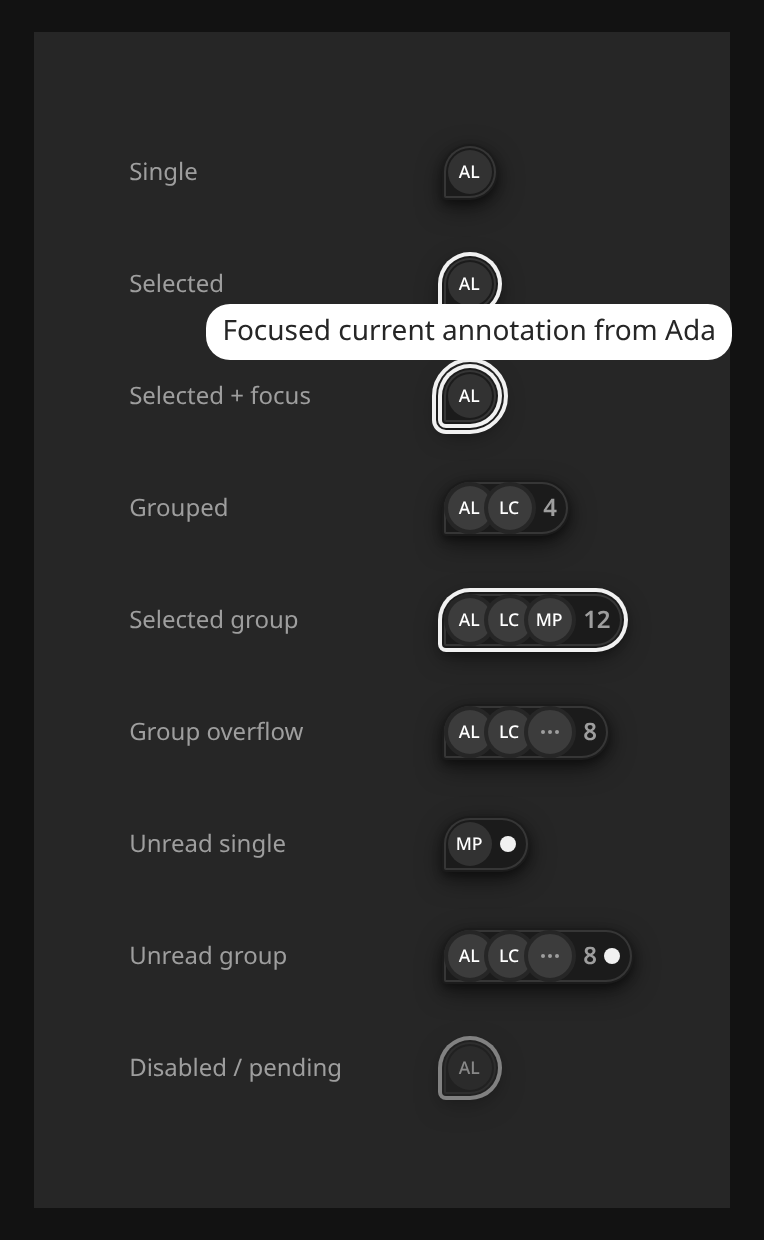 Single AL
Selected AL
Focused current annotation from Ada
Selected + focus AL
Grouped AL LC 4
Selected group AL LC MP 12
Group overflow AL LC ··· 8
Unread single MP
Unread group AL LC ··· 8
Disabled / pending AL